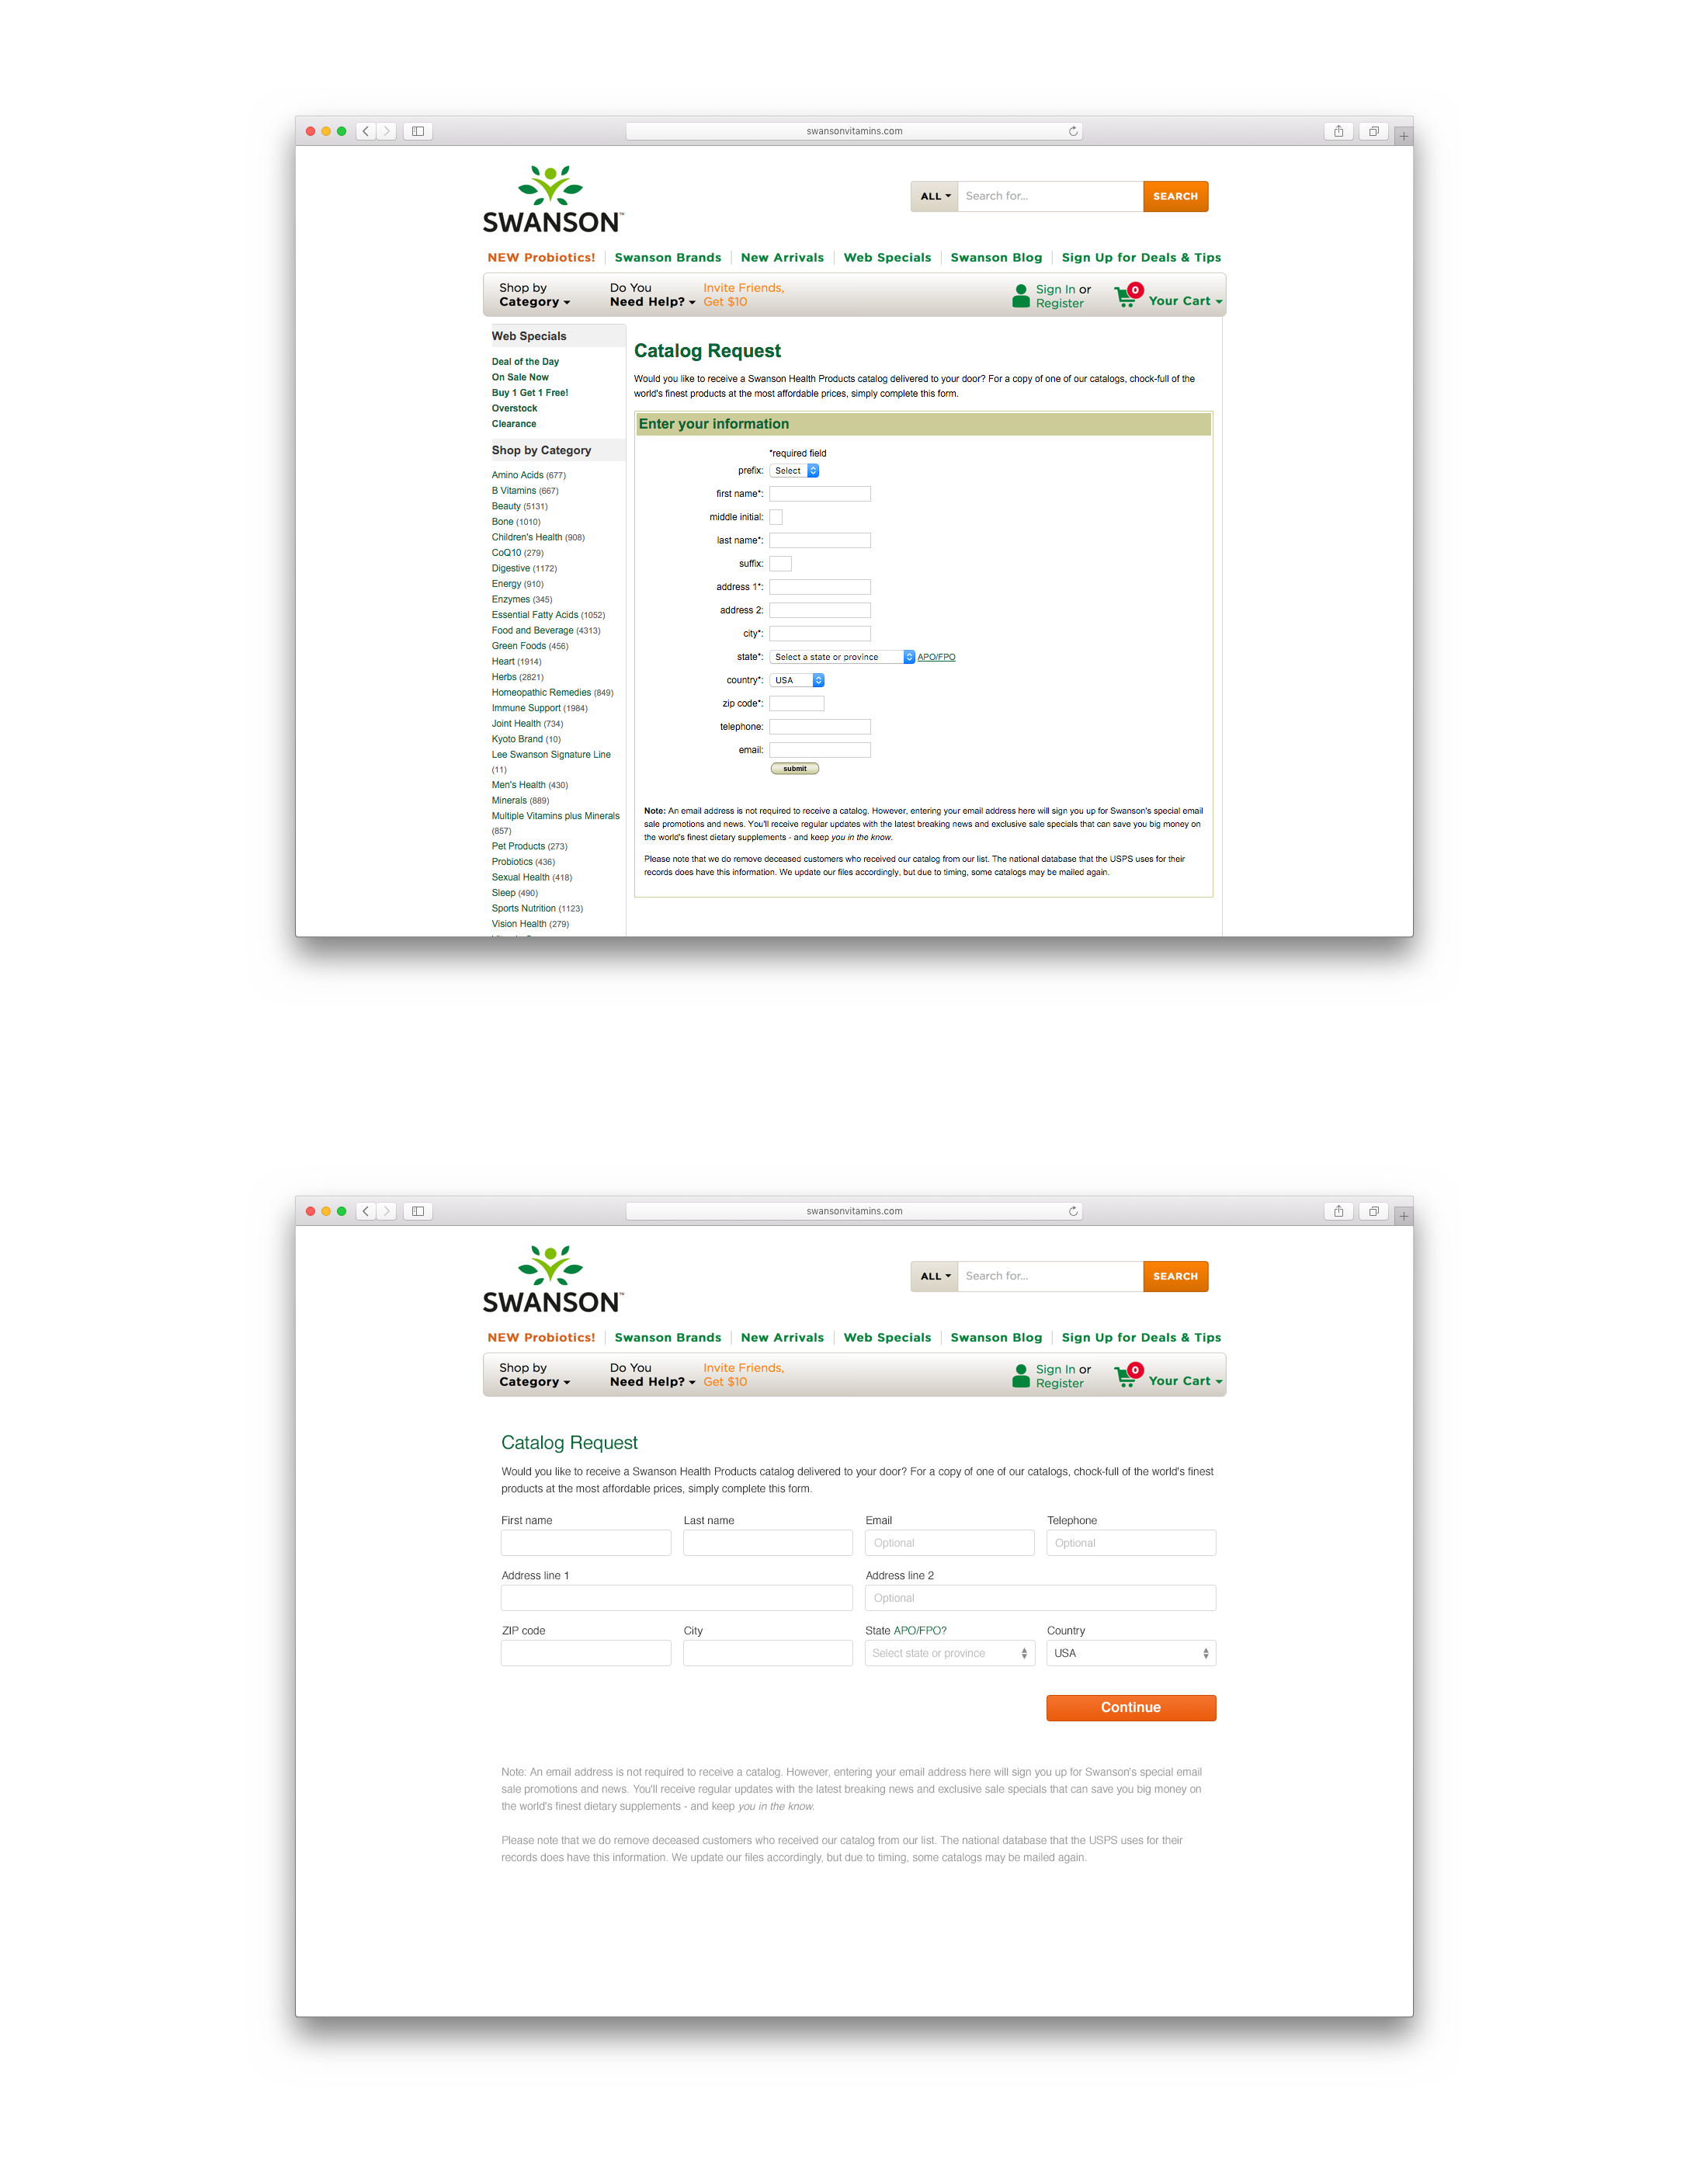 swansonvitamins.com
SWANSON™
ALL Search for... SEARCH
NEW Probiotics! Swanson Brands New Arrivals Web Specials Swanson Blog Sign Up for Deals & Tips
Shop by Category
Do You Need Help?
Invite Friends, Get $10
Sign In or Register
0 Your Cart
Web Specials
Deal of the Day
On Sale Now
Buy 1 Get 1 Free!
Overstock
Clearance
Shop by Category
Amino Acids (677)
B Vitamins (667)
Beauty (5131)
Bone (1010)
Children's Health (908)
CoQ10 (279)
Digestive (1172)
Energy (910)
Enzymes (345)
Essential Fatty Acids (1052)
Food and Beverage (4313)
Green Foods (456)
Heart (1914)
Herbs (2821)
Homeopathic Remedies (849)
Immune Support (1984)
Joint Health (734)
Kyoto Brand (10)
Lee Swanson Signature Line
(11)
Men's Health (430)
Minerals (889)
Multiple Vitamins plus Minerals
(857)
Pet Products (273)
Probiotics (436)
Sexual Health (418)
Sleep (490)
Sports Nutrition (1123)
Vision Health (279)
Catalog Request
Would you like to receive a Swanson Health Products catalog delivered to your door? For a copy of one of our catalogs, chock-full of the
world's finest products at the most affordable prices, simply complete this form.
Enter your information
*required field
prefix: Select
first name*:
middle initial:
last name*:
suffix:
address 1*:
address 2:
city*:
state*: Select a state or province APO/FPO
country*: USA
zip code*:
telephone:
email:
submit
Note: An email address is not required to receive a catalog. However, entering your email address here will sign you up for Swanson's special email
sale promotions and news. You'll receive regular updates with the latest breaking news and exclusive sale specials that can save you big money on
the world's finest dietary supplements - and keep you in the know.
Please note that we do remove deceased customers who received our catalog from our list. The national database that the USPS uses for their
records does have this information. We update our files accordingly, but due to timing, some catalogs may be mailed again.
swansonvitamins.com
SWANSON™
ALL Search for... SEARCH
NEW Probiotics! Swanson Brands New Arrivals Web Specials Swanson Blog Sign Up for Deals & Tips
Shop by Category
Do You Need Help?
Invite Friends, Get $10
Sign In or Register
0 Your Cart
Catalog Request
Would you like to receive a Swanson Health Products catalog delivered to your door? For a copy of one of our catalogs, chock-full of the world's finest
products at the most affordable prices, simply complete this form.
First name Last name Email Telephone
Optional Optional
Address line 1 Address line 2
Optional
ZIP code City State APO/FPO? Country
Select state or province USA
Continue
Note: An email address is not required to receive a catalog. However, entering your email address here will sign you up for Swanson's special email
sale promotions and news. You'll receive regular updates with the latest breaking news and exclusive sale specials that can save you big money on
the world's finest dietary supplements - and keep you in the know.
Please note that we do remove deceased customers who received our catalog from our list. The national database that the USPS uses for their
records does have this information. We update our files accordingly, but due to timing, some catalogs may be mailed again.